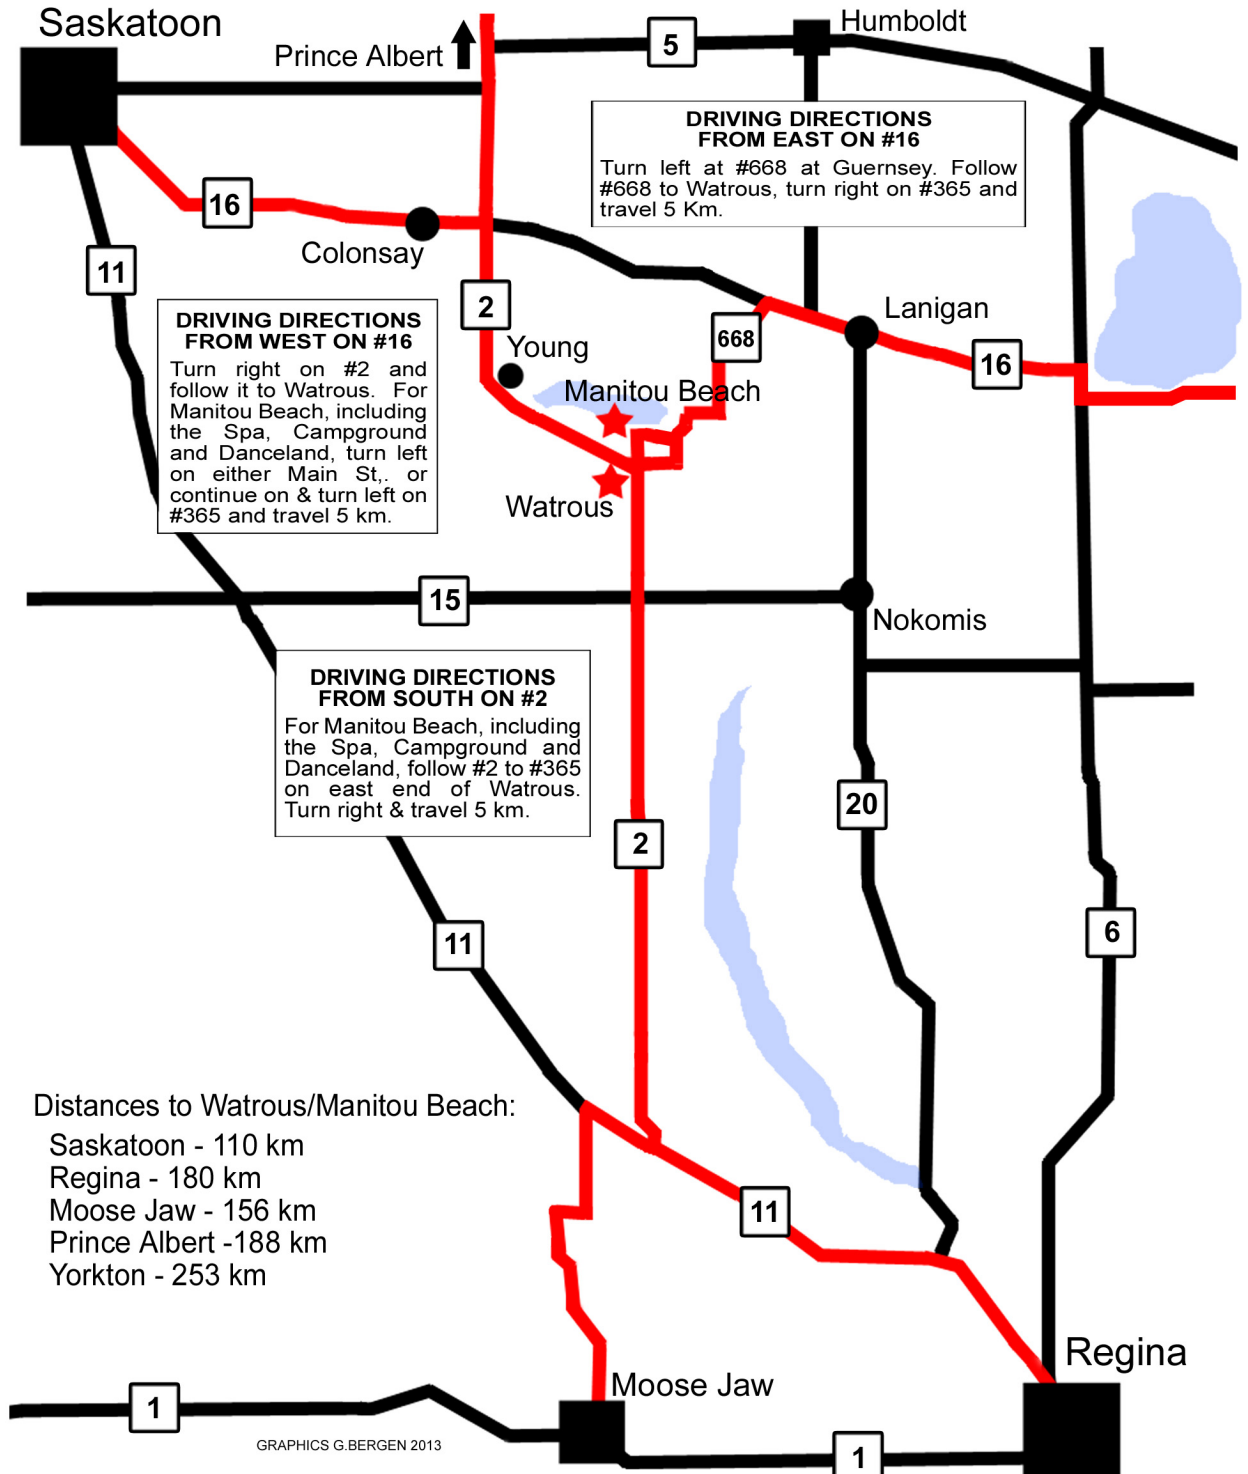 Saskatoon
Prince Albert
5
Humboldt
DRIVING DIRECTIONS
FROM EAST ON #16
Turn left at #668 at Guernsey. Follow
#668 to Watrous, turn right on #365 and
travel 5 Km.
16
Colonsay
11
2
668
Lanigan
16
Young
Manitou Beach
DRIVING DIRECTIONS
FROM WEST ON #16
Turn right on #2 and
follow it to Watrous. For
Manitou Beach, including
the Spa, Campground
and Danceland, turn left
on either Main St,. or
continue on & turn left on
#365 and travel 5 km.
Watrous
15
Nokomis
DRIVING DIRECTIONS
FROM SOUTH ON #2
For Manitou Beach, including
the Spa, Campground and
Danceland, follow #2 to #365
on east end of Watrous.
Turn right & travel 5 km.
20
2
6
11
Distances to Watrous/Manitou Beach:
Saskatoon - 110 km
Regina - 180 km
Moose Jaw - 156 km
Prince Albert -188 km
Yorkton - 253 km
11
Regina
Moose Jaw
1
GRAPHICS G.BERGEN 2013
1